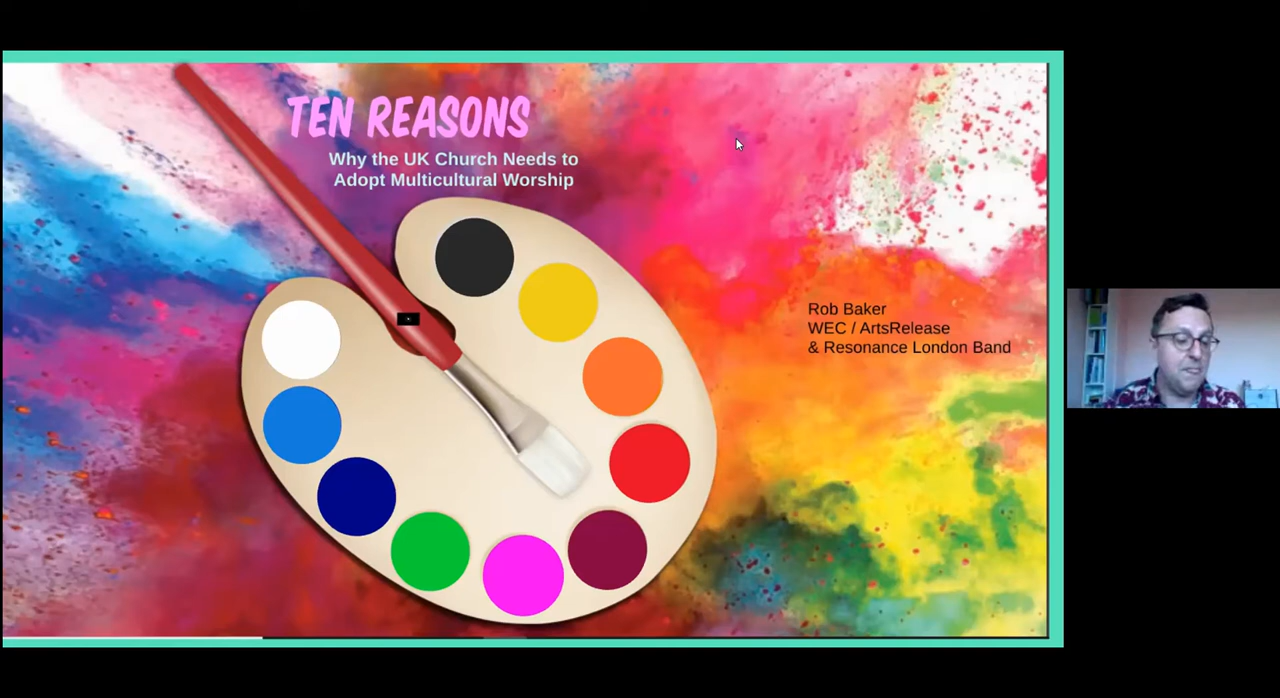 TEN REASONS
Why the UK Church Needs to
Adopt Multicultural Worship
Rob Baker
WEC / ArtsRelease
& Resonance London Band